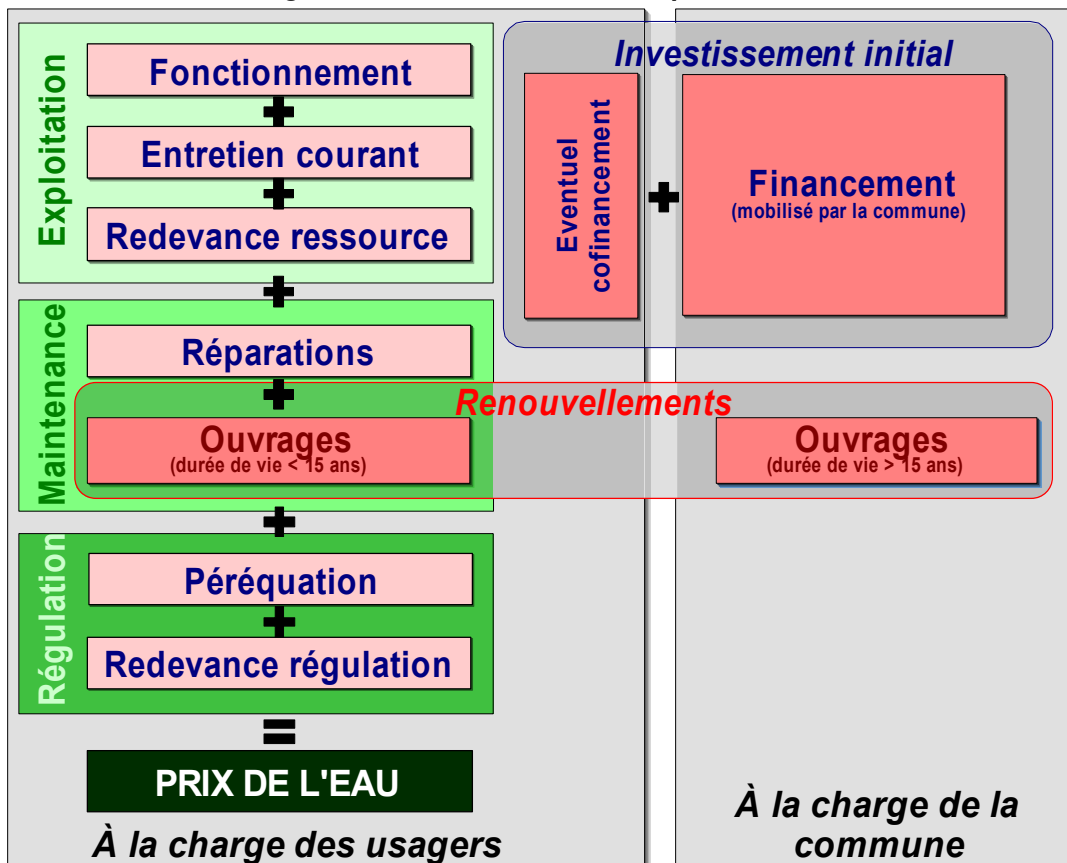 Exploitation
Fonctionnement
+
Entretien courant
+
Redevance ressource
+
Maintenance
Réparations
+
Ouvrages
(durée de vie < 15 ans)
+
Régulation
Péréquation
+
Redevance régulation
=
PRIX DE L'EAU
À la charge des usagers
Investissement initial
Eventuel
cofinancement
+
Financement
(mobilisé par la commune)
Renouvellements
Ouvrages
(durée de vie > 15 ans)
À la charge de la
commune